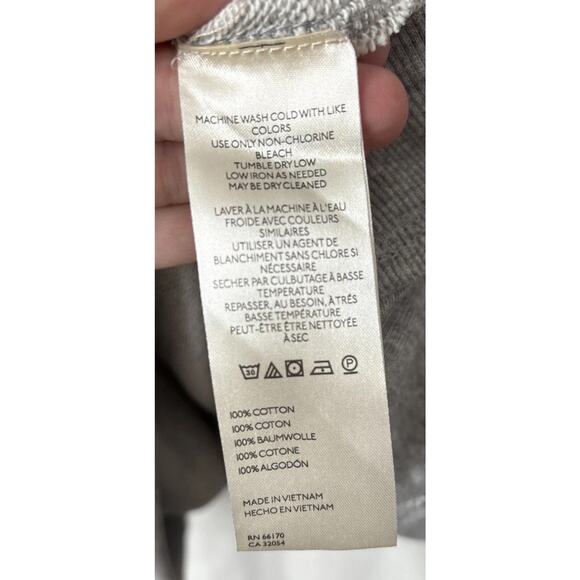 MACHINE WASH COLD WITH LIKE
COLORS
USE ONLY NON-CHLORINE
BLEACH
TUMBLE DRY LOW
LOW IRON AS NEEDED
MAY BE DRY CLEANED
LAVER À LA MACHINE À L'EAU
FROIDE AVEC COULEURS
SIMILAIRES
UTILISER UN AGENT DE
BLANCHIMENT SANS CHLORE SI
NÉCESSAIRE
SECHER PAR CULBUTAGE À BASSE
TEMPÉRATURE
REPASSER, AU BESOIN, À TRÉS
BASSE TEMPÉRATURE
PEUT-ÊTRE ÊTRE NETTOYÉE
À SEC
30 P
100% COTTON
100% COTON
100% BAUMWOLLE
100% COTONE
100% ALGODÓN
MADE IN VIETNAM
HECHO EN VIETNAM
RN 66170
CA 32054